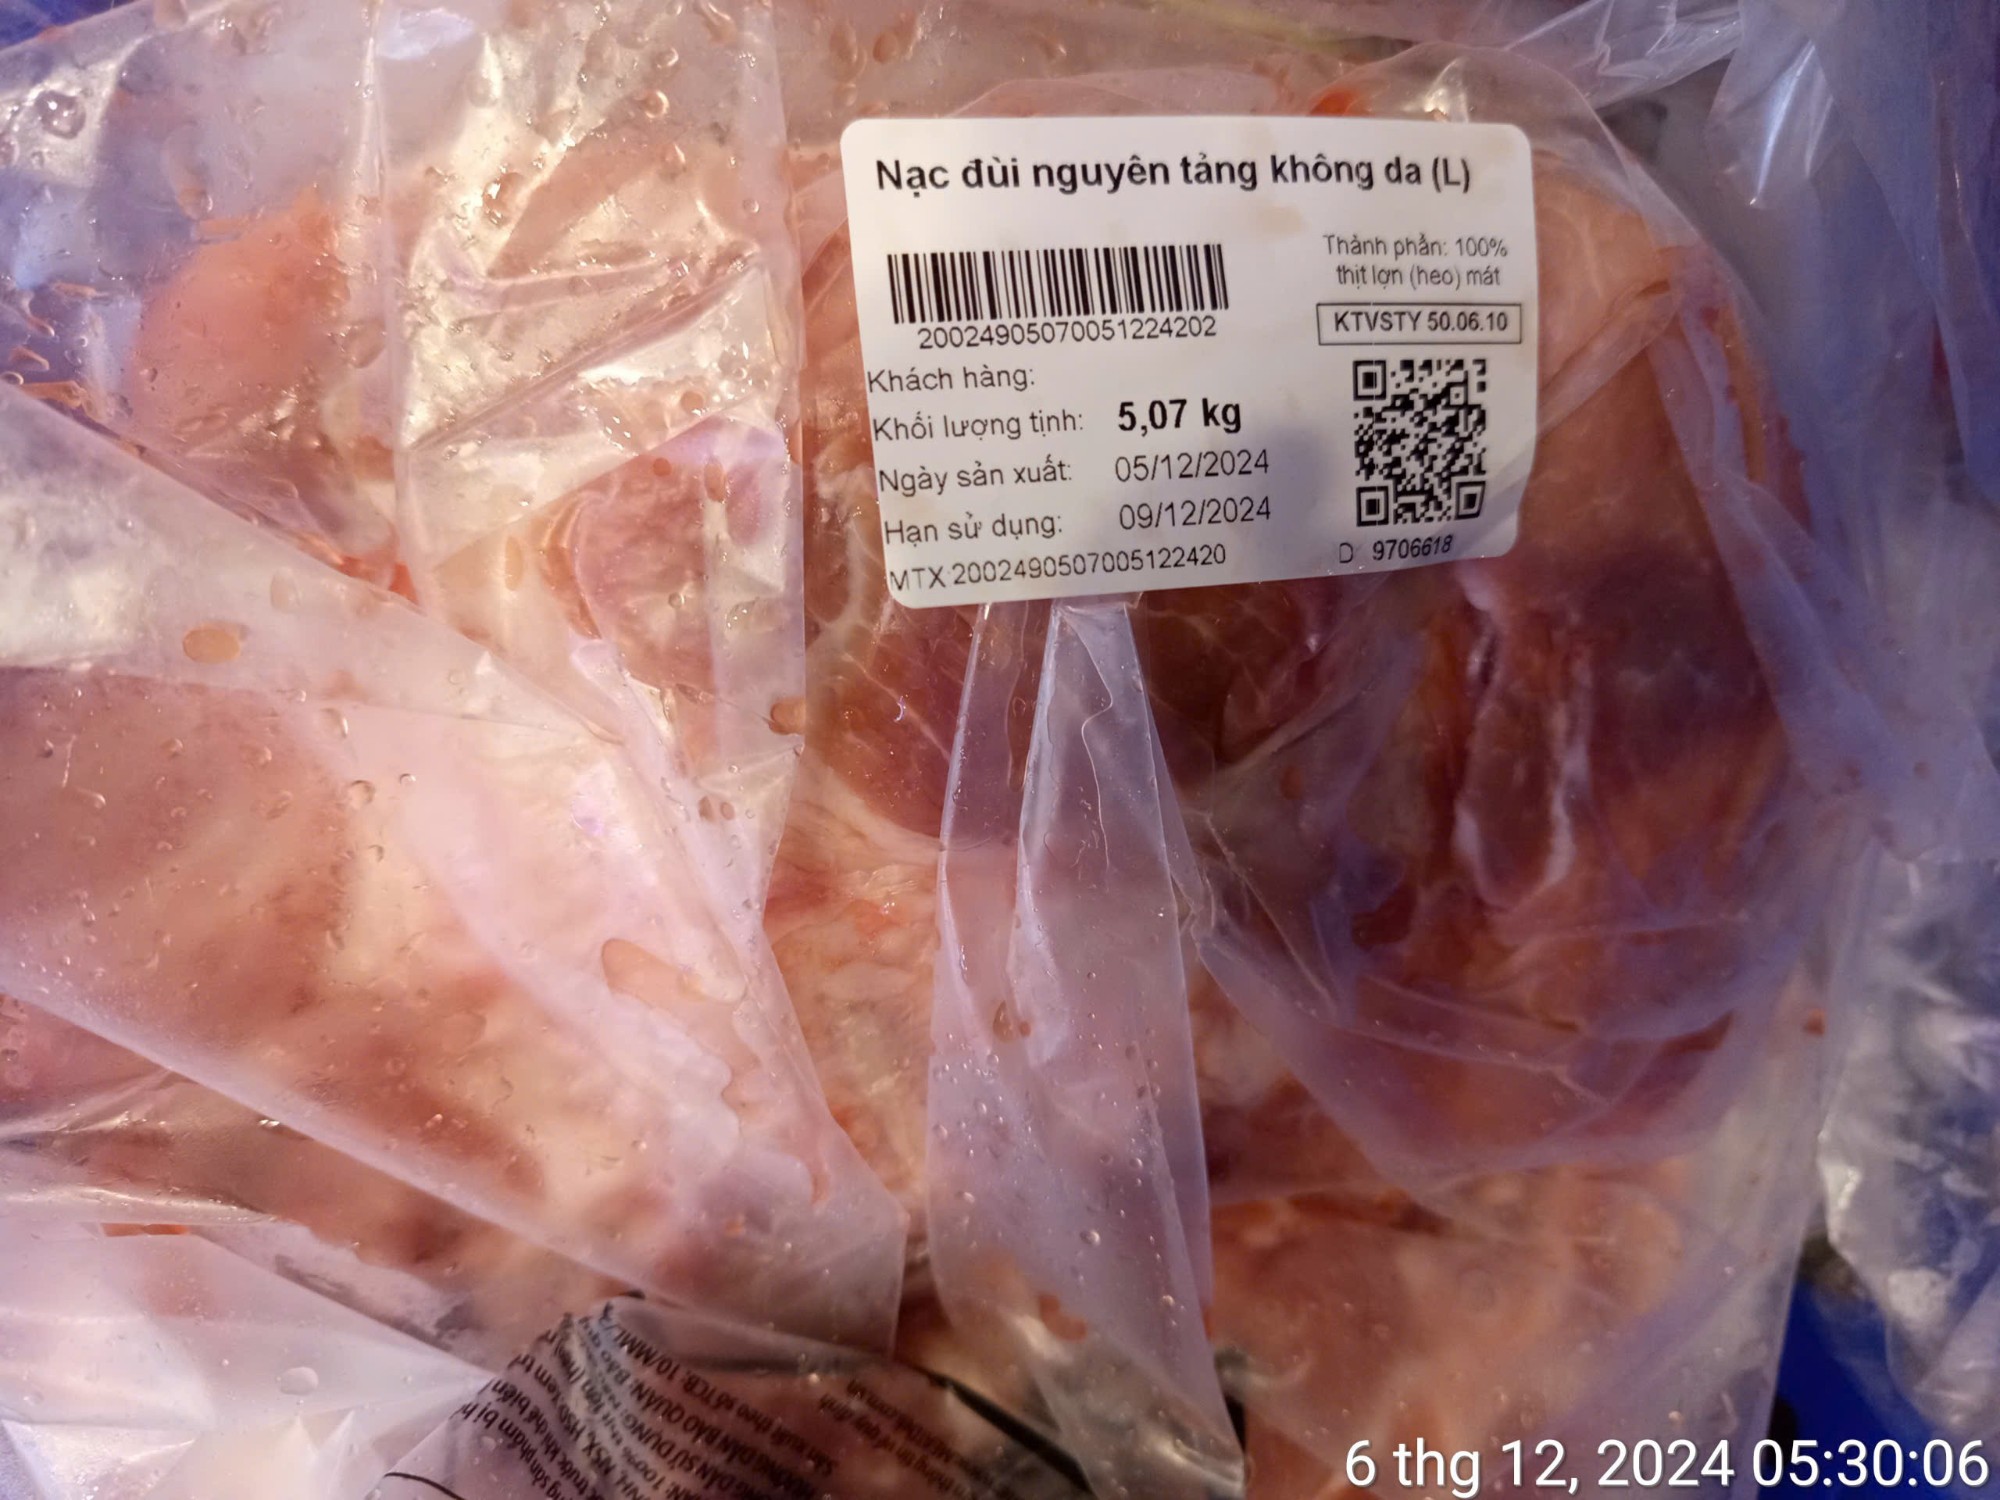 Nạc đùi nguyên tảng không da (L)
Thành phần: 100%
thịt lợn (heo) mát
KTVSTY 50.06.10
20024905070051224202
Khách hàng:
Khối lượng tịnh: 5,07 kg
Ngày sản xuất: 05/12/2024
Hạn sử dụng: 09/12/2024
MTX:2002490507005122420
D 9706618
6 thg 12, 2024 05:30:06